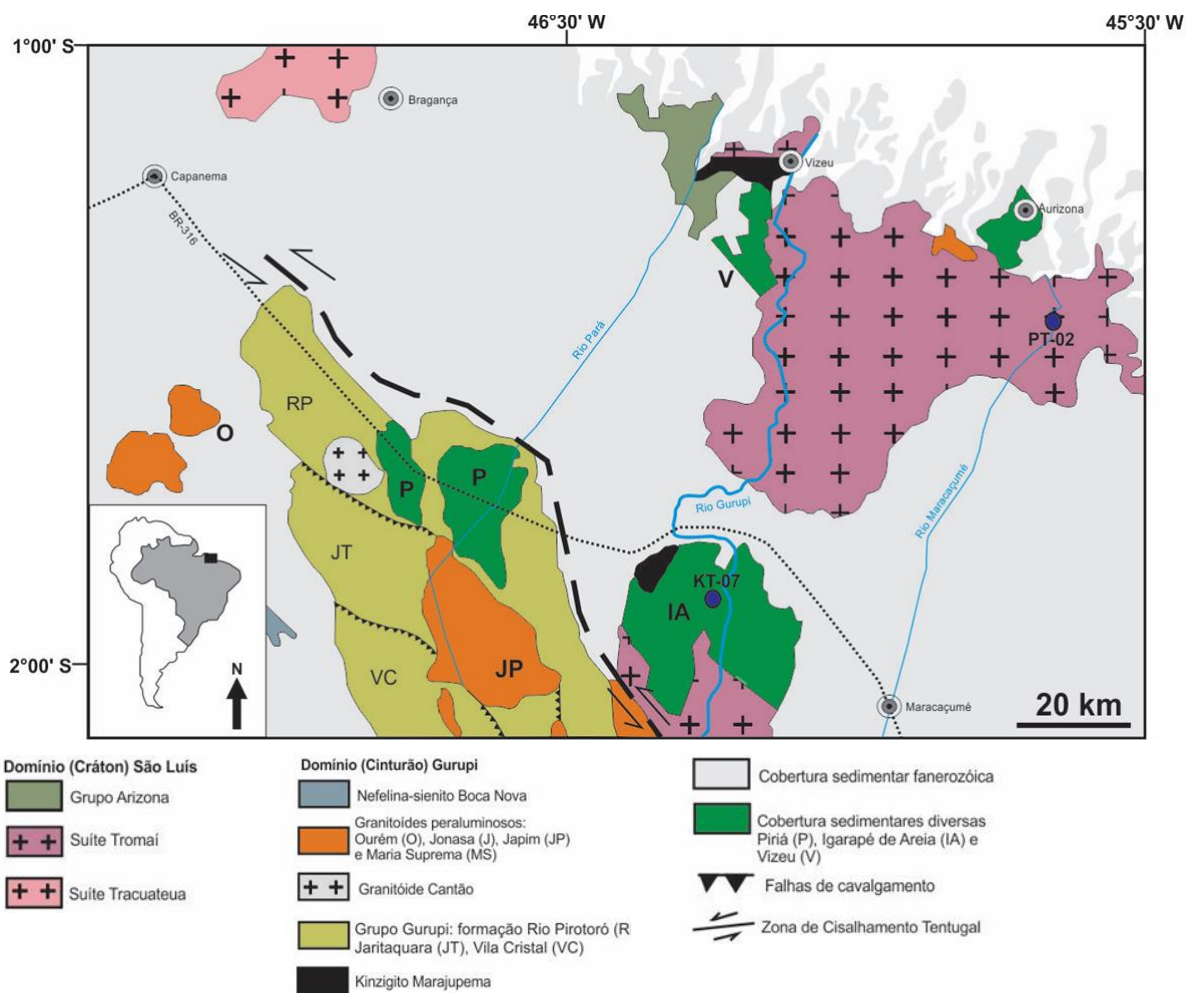 46°30' W
45°30' W
1°00' S
Bragança
Vizeu
Capanema
BR-316
Aurizona
V
PT-02
Rio Pará
RP
O
P
P
Rio Gurupi
Rio Maracaçumé
JT
KT-07
IA
N
2°00' S
VC
JP
Maracaçumé
20 km
Domínio (Cráton) São Luís
Grupo Arizona
Suíte Tromaí
Suíte Tracuateua
Domínio (Cinturão) Gurupi
Nefelina-sienito Boca Nova
Granitoídes peraluminosos:
Ourém (O), Jonasa (J), Japim (JP)
e Maria Suprema (MS)
Granitóide Cantão
Grupo Gurupi: formação Rio Pirotoró (R
Jaritaquara (JT), Vila Cristal (VC)
Kinzigito Marajupema
Cobertura sedimentar fanerozóica
Cobertura sedimentares diversas
Piriá (P), Igarapé de Areia (IA) e
Vizeu (V)
Falhas de cavalgamento
Zona de Cisalhamento Tentugal